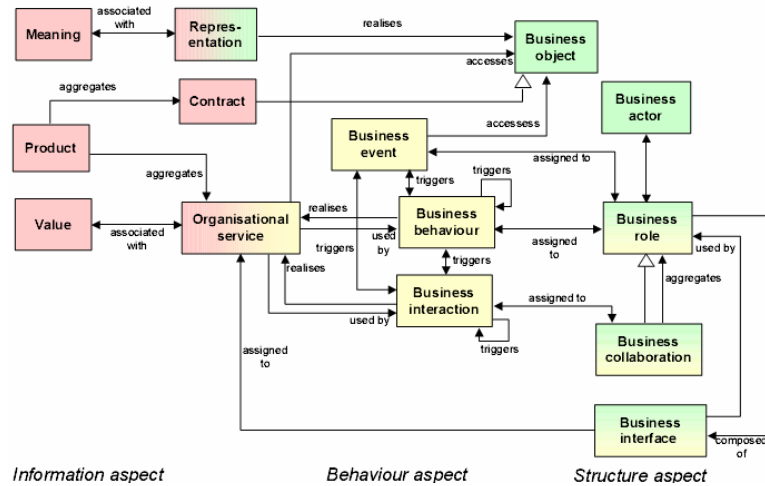 associated
with
realises
Meaning
Repres-
entation
Business
object
accesses
aggregates
Contract
Business
actor
Product
Business
event
accessess
assigned to
triggers
triggers
aggregates
Value
associated
with
Organisational
service
realises
triggers
used
by
realises
Business
behaviour
assigned
to
Business
role
used by
triggers
aggregates
Business
interaction
used by
assigned to
triggers
Business
collaboration
assigned
to
Business
interface
composed
of
Information aspect
Behaviour aspect
Structure aspect